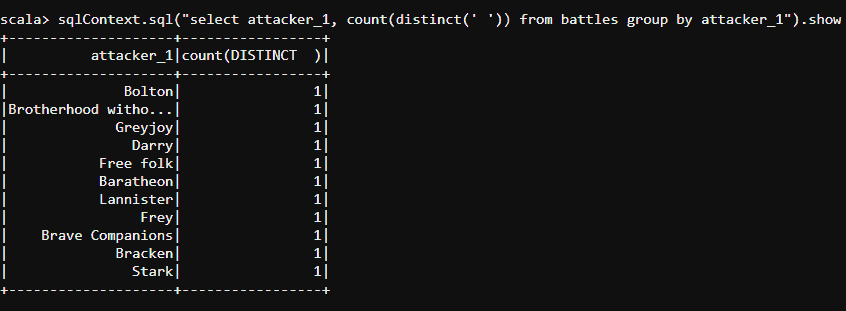 scala> sqlContext.sql("select attacker_1, count(distinct(' ')) from battles group by attacker_1").show
+-------------------+-----------------+
|         attacker_1|count(DISTINCT  )|
+-------------------+-----------------+
|             Bolton|                1|
|Brotherhood witho...|                1|
|           Greyjoy|                1|
|              Darry|                1|
|          Free folk|                1|
|          Baratheon|                1|
|          Lannister|                1|
|               Frey|                1|
|   Brave Companions|                1|
|            Bracken|                1|
|              Stark|                1|
+-------------------+-----------------+